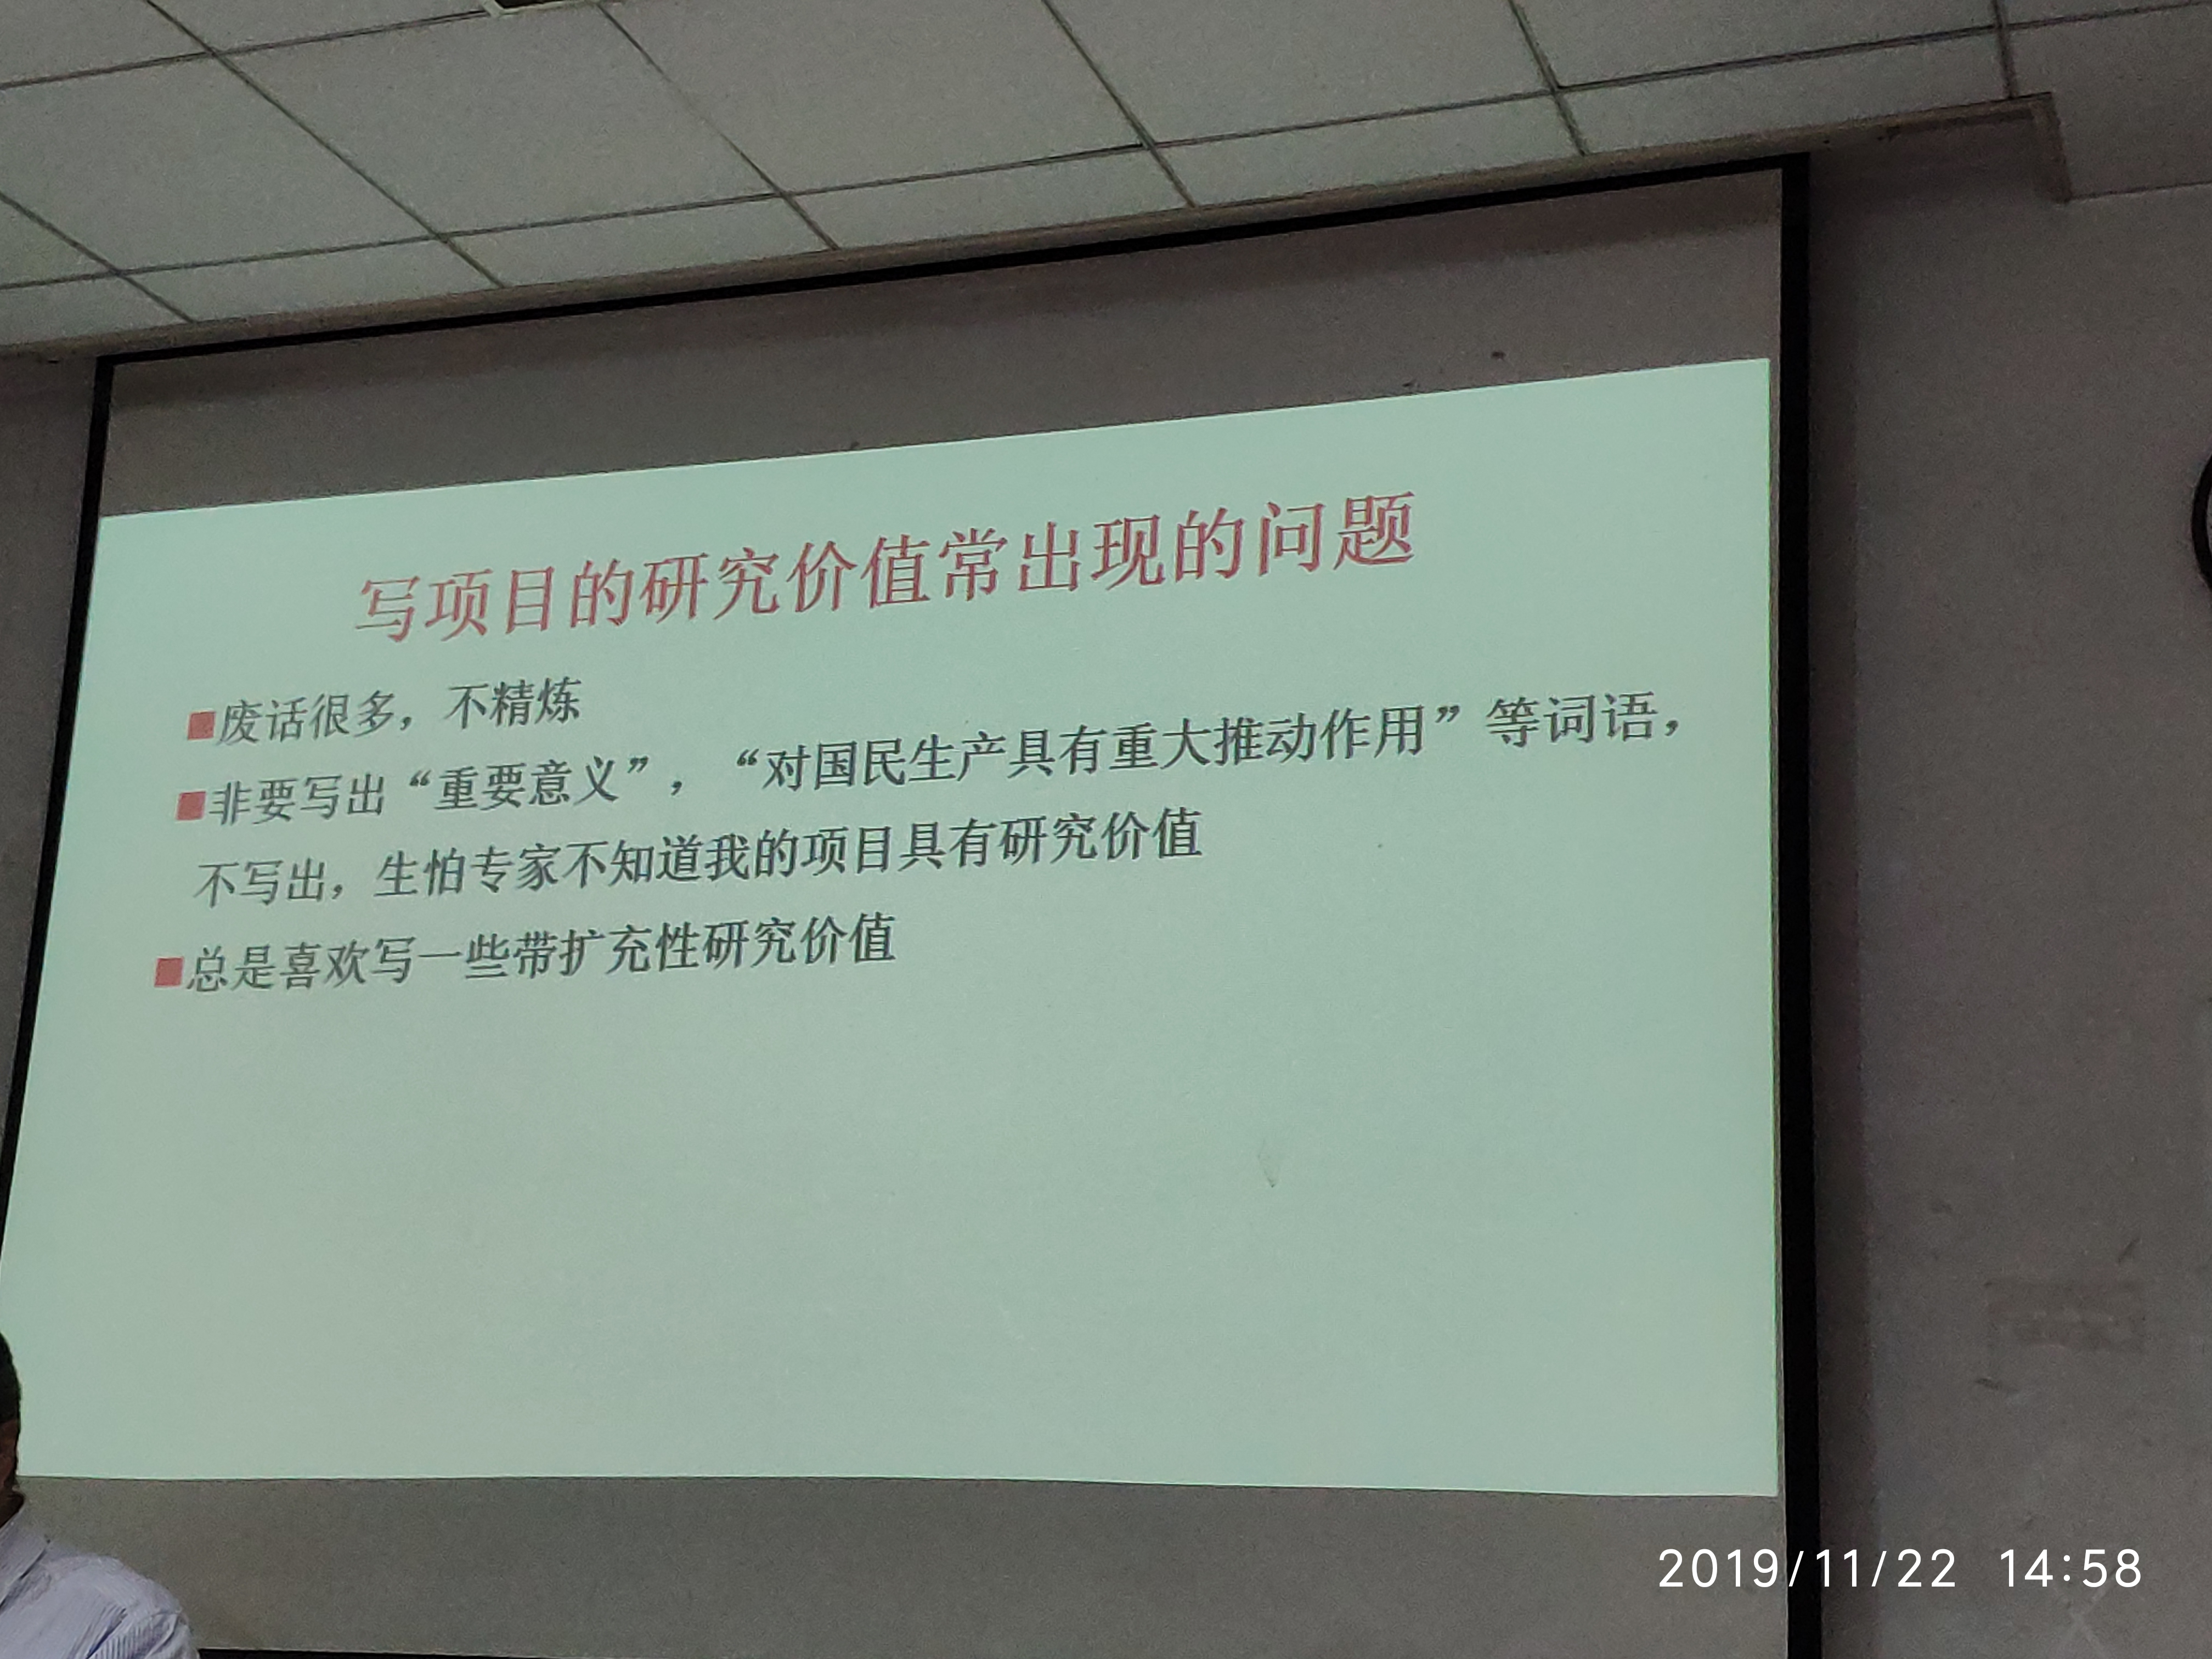 写项目的研究价值常出现的问题
■废话很多，不精炼
■非要写出“重要意义”，“对国民生产具有重大推动作用”等词语，
不写出，生怕专家不知道我的项目具有研究价值
■总是喜欢写一些带扩充性研究价值
2019/11/22 14:58